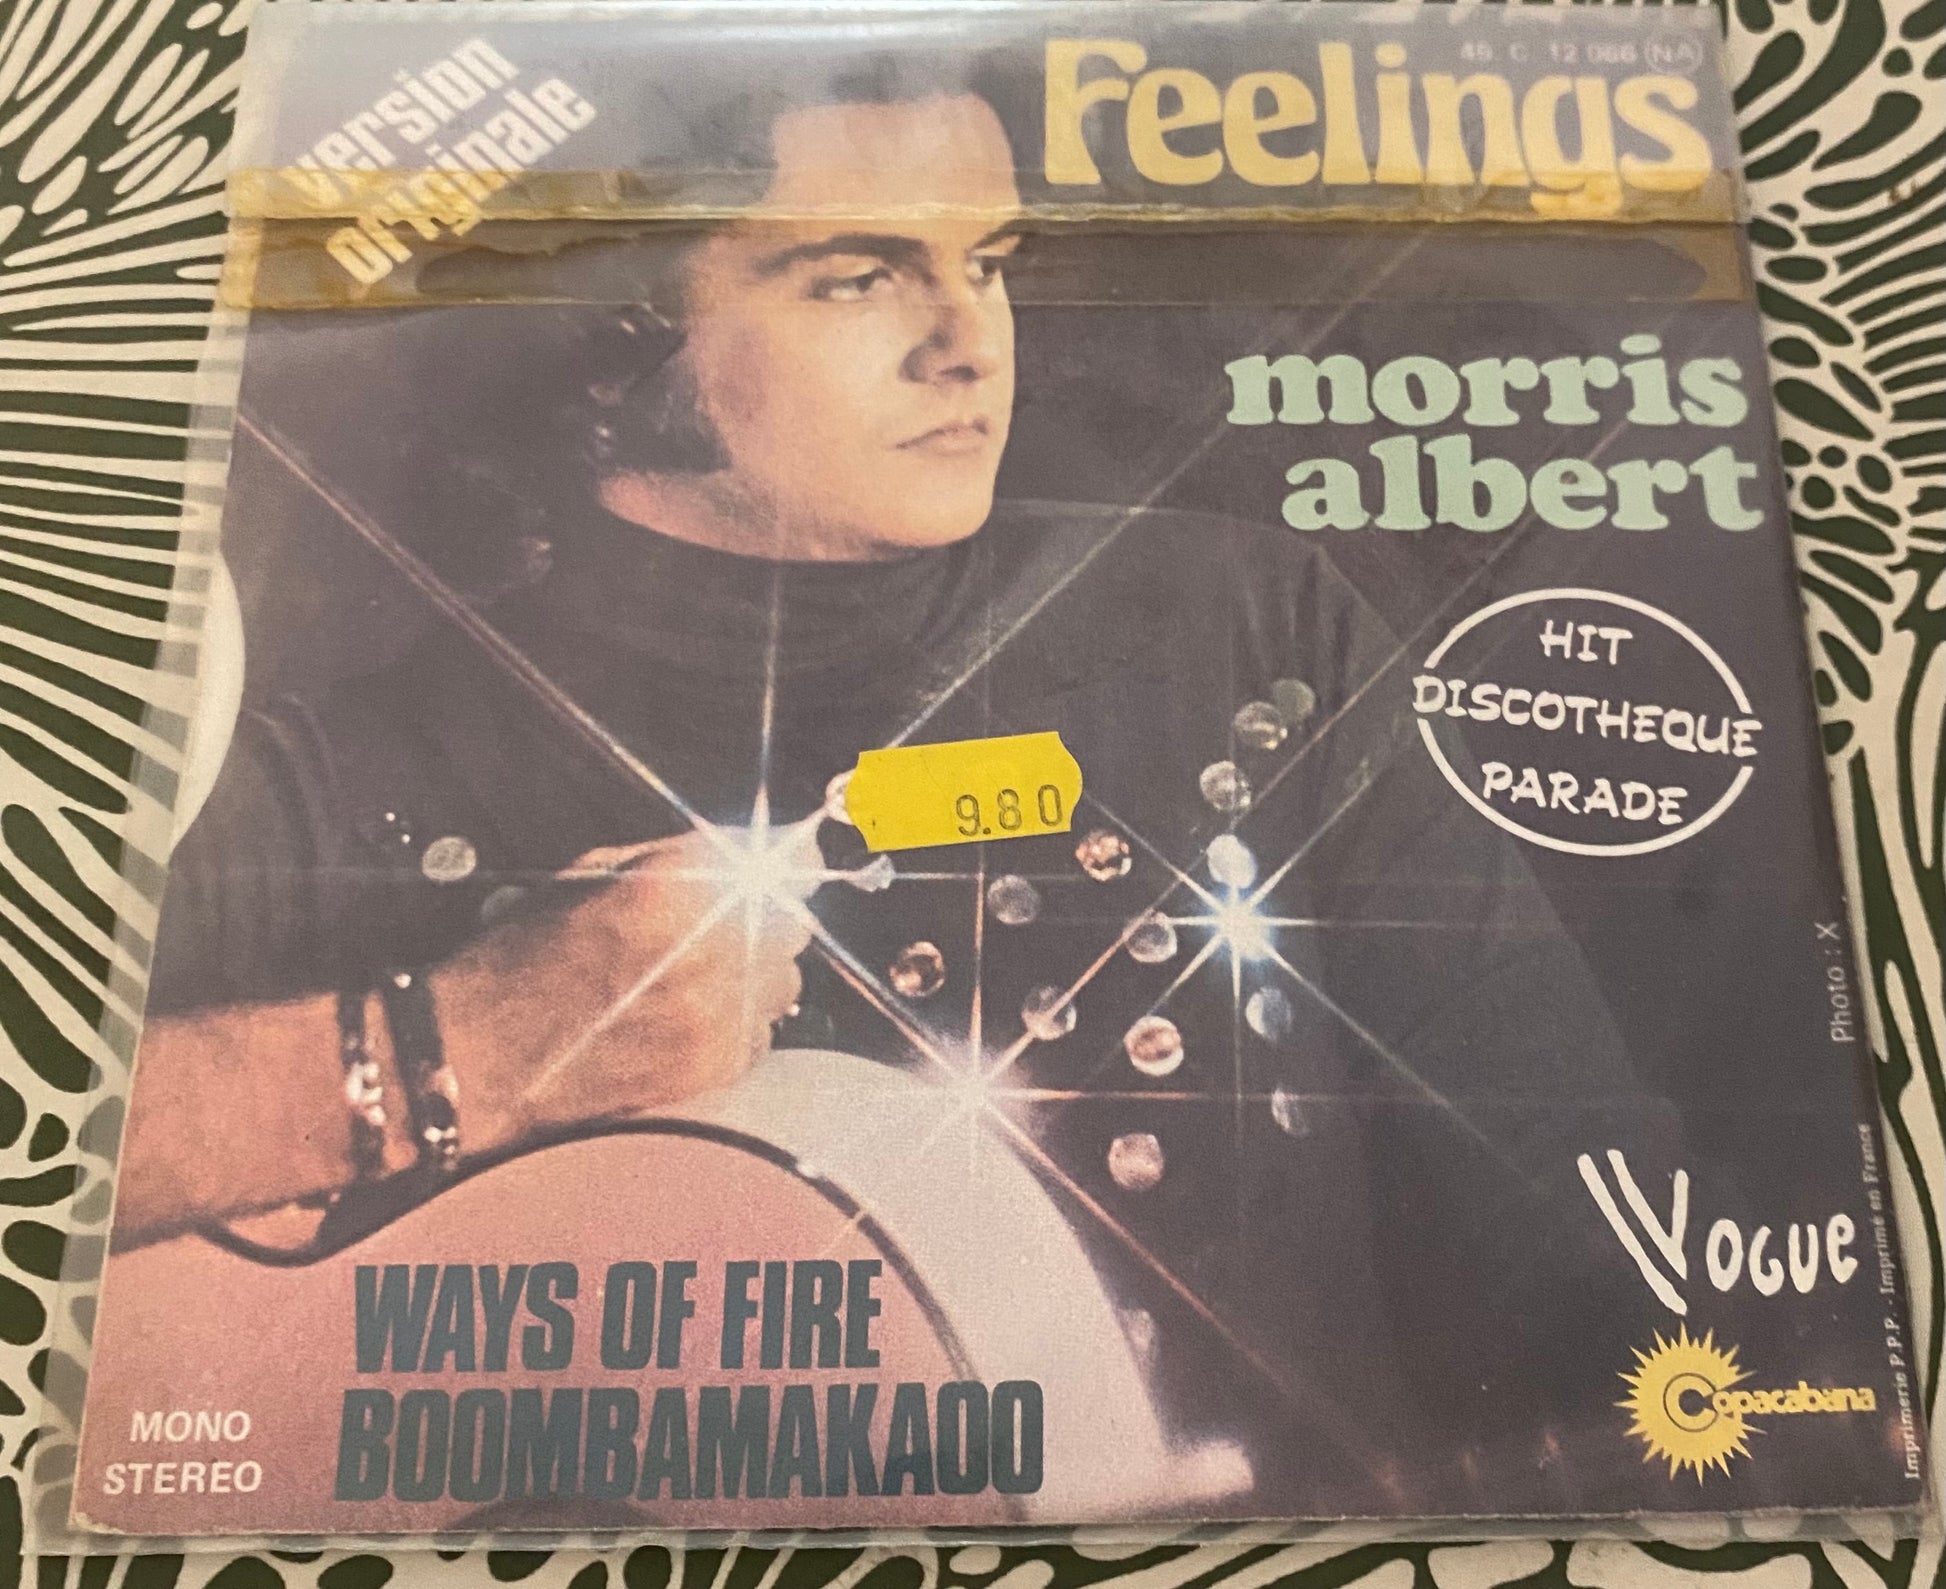 version
originale
Feelings
45. C. 12 066 NA
morris
albert
HIT
DISCOTHEQUE
PARADE
9.80
Photo : X
Vogue
Copacabana
WAYS OF FIRE
BOOMBAMAKAOO
MONO
STEREO
Imprimerie P.P.P. - Imprimé en France